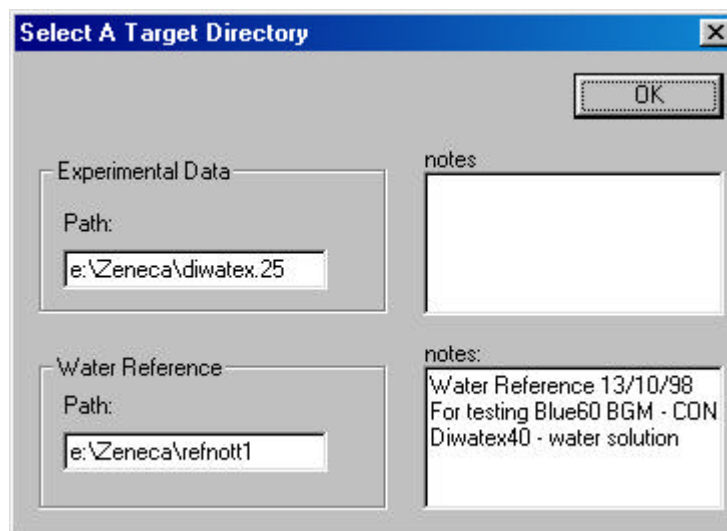 Select A Target Directory
OK
Experimental Data
Path:
e:\Zeneca\diwatex.25
notes
Water Reference
Path:
e:\Zeneca\refnott1
notes:
Water Reference 13/10/98
For testing Blue60 BGM - CON
Diwatex40 - water solution